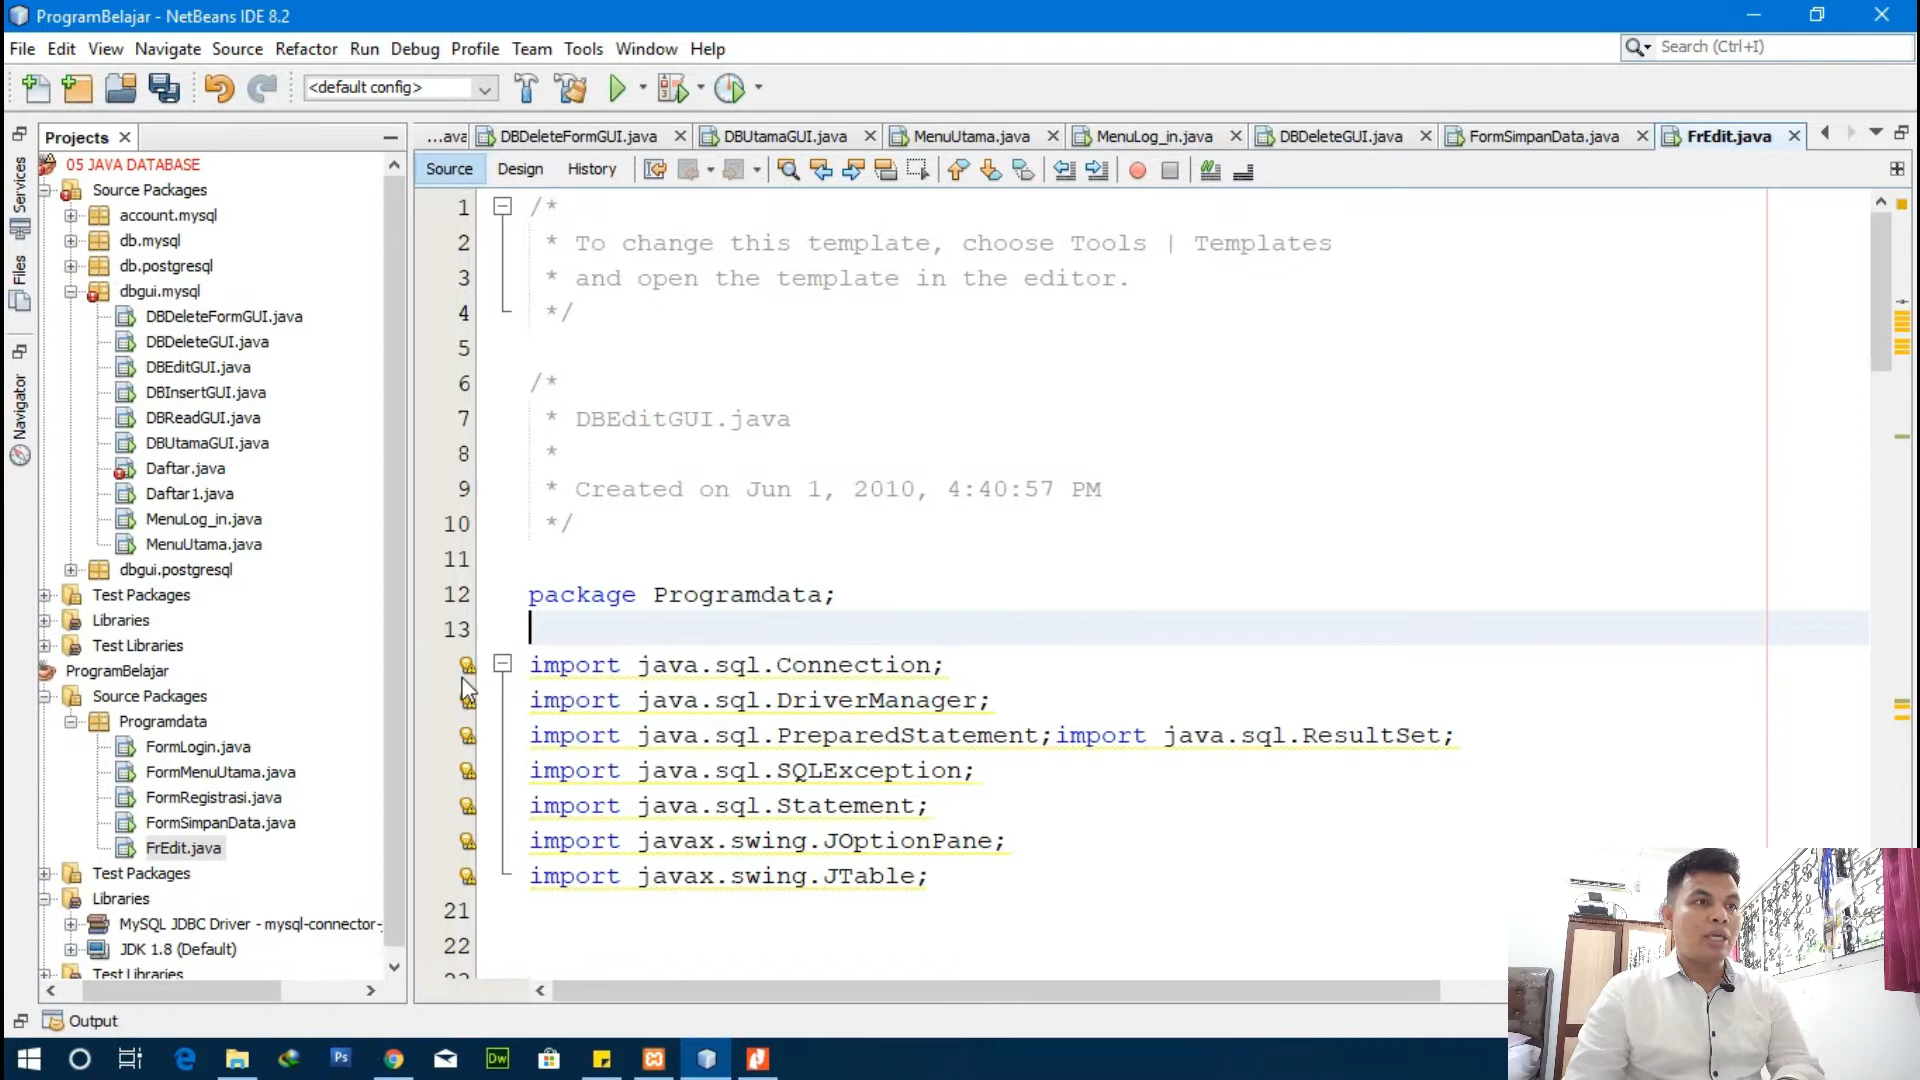 ProgramBelajar - NetBeans IDE 8.2
File Edit View Navigate Source Refactor Run Debug Profile Team Tools Window Help
Search (Ctrl+I)
<default config>
Projects
...ava DBDeleteFormGUI.java DBUtamaGUI.java MenuUtama.java MenuLog_in.java DBDeleteGUI.java FormSimpanData.java FrEdit.java
Source Design History
Services
Files
Navigator
05 JAVA DATABASE
Source Packages
account.mysql
db.mysql
db.postgresql
dbgui.mysql
DBDeleteFormGUI.java
DBDeleteGUI.java
DBEditGUI.java
DBInsertGUI.java
DBReadGUI.java
DBUtamaGUI.java
Daftar.java
Daftar1.java
MenuLog_in.java
MenuUtama.java
dbgui.postgresql
Test Packages
Libraries
Test Libraries
ProgramBelajar
Source Packages
Programdata
FormLogin.java
FormMenuUtama.java
FormRegistrasi.java
FormSimpanData.java
FrEdit.java
Test Packages
Libraries
MySQL JDBC Driver - mysql-connector-
JDK 1.8 (Default)
Test Libraries
1 /*
2 * To change this template, choose Tools | Templates
3 * and open the template in the editor.
4 */
5
6 /*
7 * DBEditGUI.java
8 *
9 * Created on Jun 1, 2010, 4:40:57 PM
10 */
11
12 package Programdata;
13
import java.sql.Connection;
import java.sql.DriverManager;
import java.sql.PreparedStatement;import java.sql.ResultSet;
import java.sql.SQLException;
import java.sql.Statement;
import javax.swing.JOptionPane;
import javax.swing.JTable;
21
22
Output
Ps
Dw